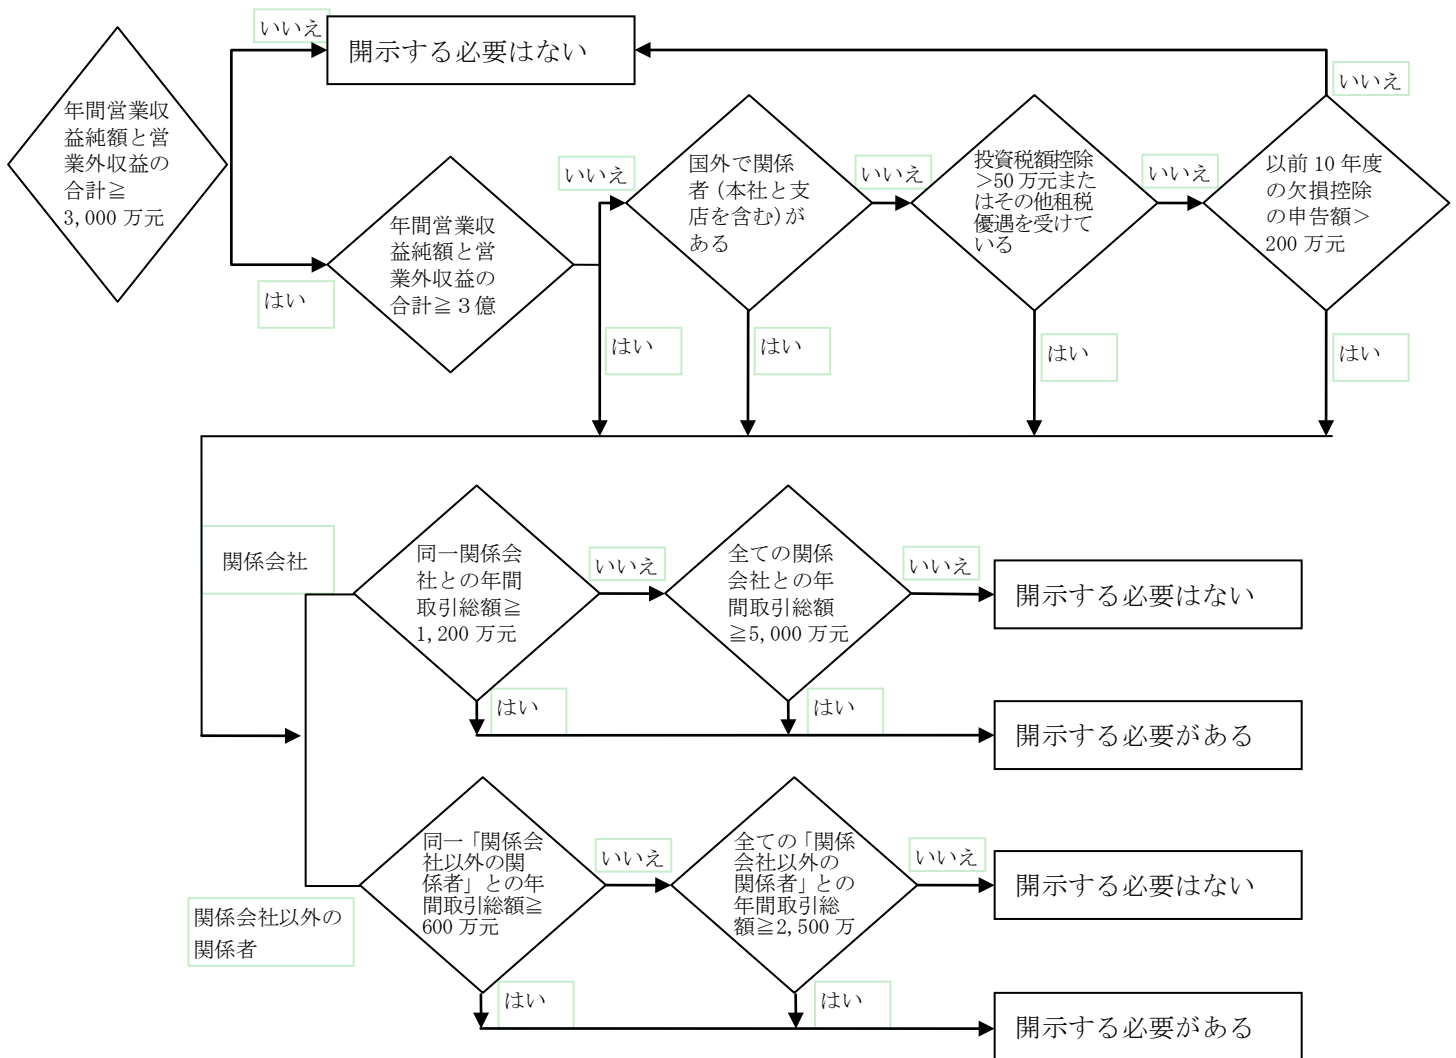 いいえ
開示する必要はない
いいえ
年間営業収
益純額と営
業外収益の
合計≧
3,000 万元
はい
年間営業収
益純額と営
業外収益の
合計≧３億
いいえ
はい
国外で関係
者(本社と支
店を含む)が
ある
いいえ
はい
投資税額控除
＞50 万元また
はその他租税
優遇を受けて
いる
いいえ
はい
以前 10 年度
の欠損控除
の申告額＞
200 万元
はい
関係会社
同一関係会
社との年間
取引総額≧
1,200 万元
いいえ
はい
全ての関係
会社との年
間取引総額
≧5,000 万元
いいえ
はい
開示する必要はない
開示する必要がある
関係会社以外の
関係者
同一「関係会
社以外の関
係者」との年
間取引総額≧
600 万元
いいえ
はい
全ての「関係
会社以外の
関係者」との
年間取引総
額≧2,500 万
いいえ
はい
開示する必要はない
開示する必要がある